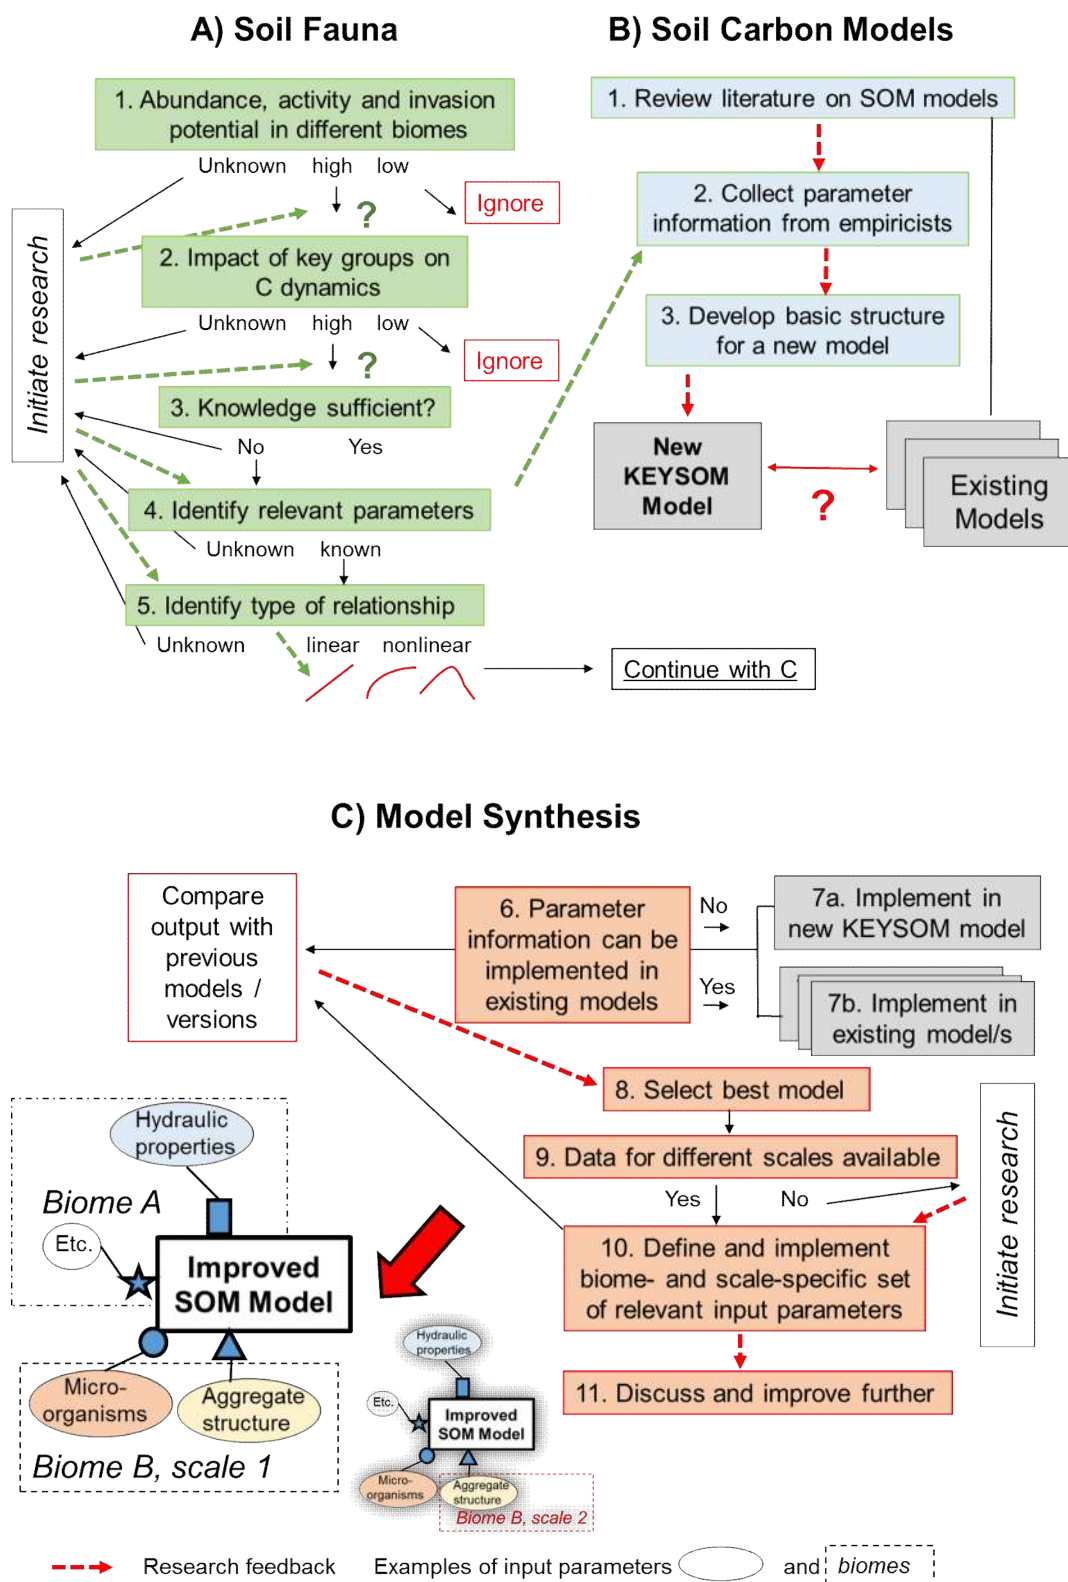 A) Soil Fauna
1. Abundance, activity and invasion
potential in different biomes
Unknown high low
Ignore
?
2. Impact of key groups on
C dynamics
Unknown high low
Ignore
?
3. Knowledge sufficient?
No Yes
4. Identify relevant parameters
Unknown known
5. Identify type of relationship
Unknown linear nonlinear
Initiate research
Continue with C
B) Soil Carbon Models
1. Review literature on SOM models
2. Collect parameter
information from empiricists
3. Develop basic structure
for a new model
New
KEYSOM
Model
?
Existing
Models
C) Model Synthesis
Compare
output with
previous
models /
versions
6. Parameter
information can be
implemented in
existing models
No
Yes
7a. Implement in
new KEYSOM model
7b. Implement in
existing model/s
8. Select best model
9. Data for different scales available
Yes No
Initiate research
10. Define and implement
biome- and scale-specific set
of relevant input parameters
11. Discuss and improve further
Hydraulic
properties
Biome A
Etc.
Improved
SOM Model
Micro-
organisms
Aggregate
structure
Biome B, scale 1
Hydraulic
properties
Etc.
Improved
SOM Model
Micro-
organisms
Aggregate
structure
Biome B, scale 2
Research feedback Examples of input parameters and biomes